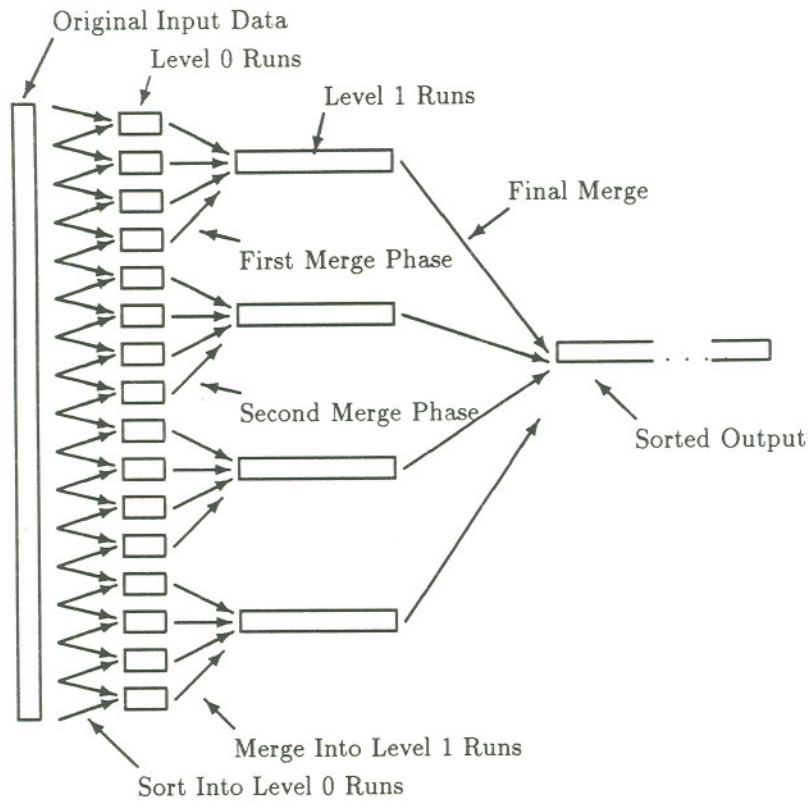 Original Input Data
Level 0 Runs
Level 1 Runs
Final Merge
First Merge Phase
Second Merge Phase
. . .
Sorted Output
Merge Into Level 1 Runs
Sort Into Level 0 Runs